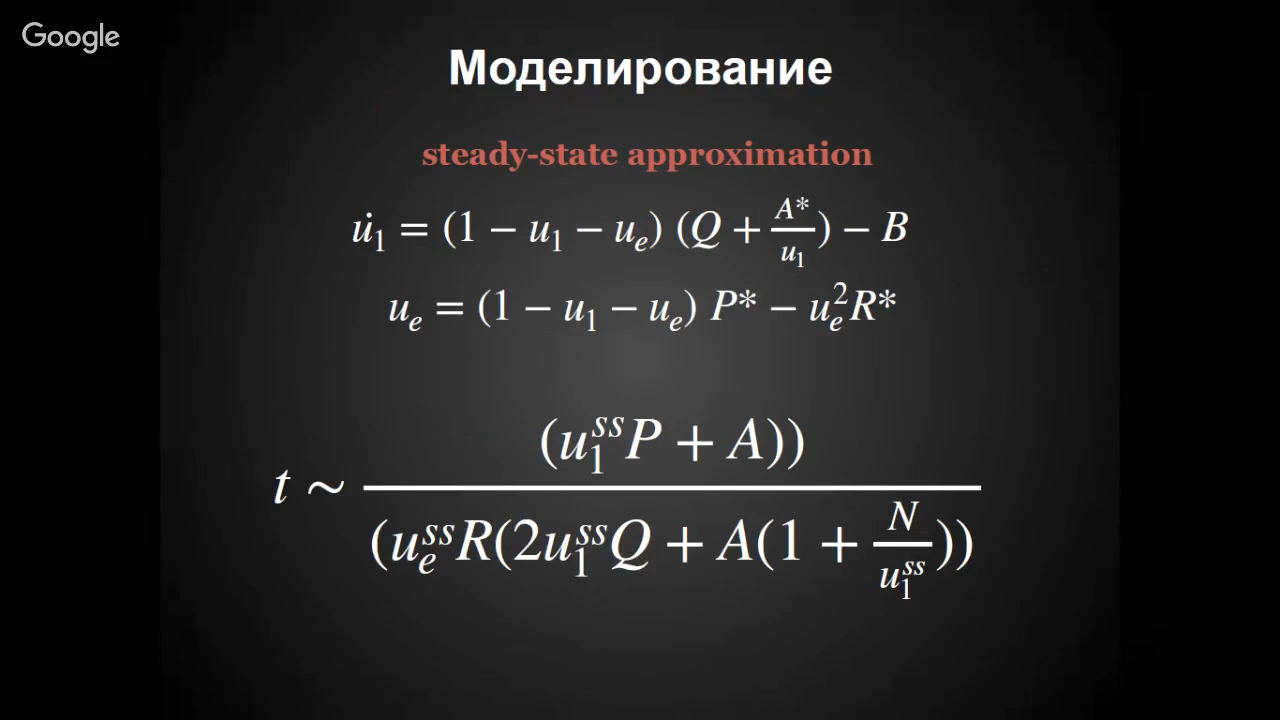 Google
Моделирование
steady-state approximation
u̇₁ = (1 − u₁ − uₑ) (Q + A*/u₁) − B
uₑ = (1 − u₁ − uₑ) P* − uₑ²R*
t ~ (u₁ˢˢP + A)) / (uₑˢˢR(2u₁ˢˢQ + A(1 + N/u₁ˢˢ))